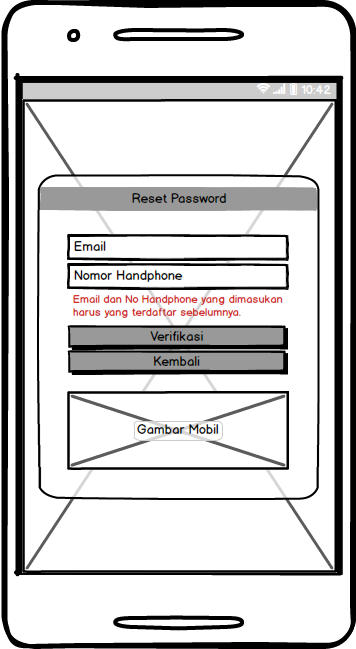 10:42
Reset Password
Email
Nomor Handphone
Email dan No Handphone yang dimasukan
harus yang terdaftar sebelumnya.
Verifikasi
Kembali
Gambar Mobil